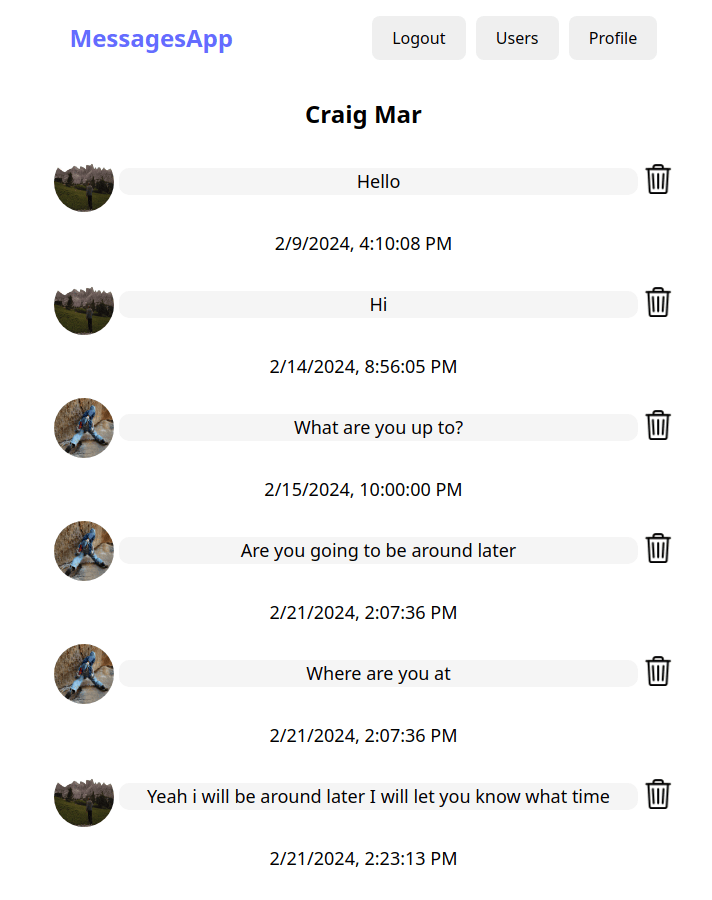 MessagesApp
Logout
Users
Profile
Craig Mar
Hello
2/9/2024, 4:10:08 PM
Hi
2/14/2024, 8:56:05 PM
What are you up to?
2/15/2024, 10:00:00 PM
Are you going to be around later
2/21/2024, 2:07:36 PM
Where are you at
2/21/2024, 2:07:36 PM
Yeah i will be around later I will let you know what time
2/21/2024, 2:23:13 PM